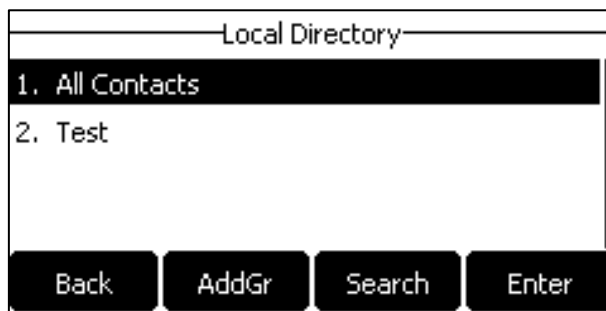 Local Directory
1. All Contacts
2. Test
Back AddGr Search Enter